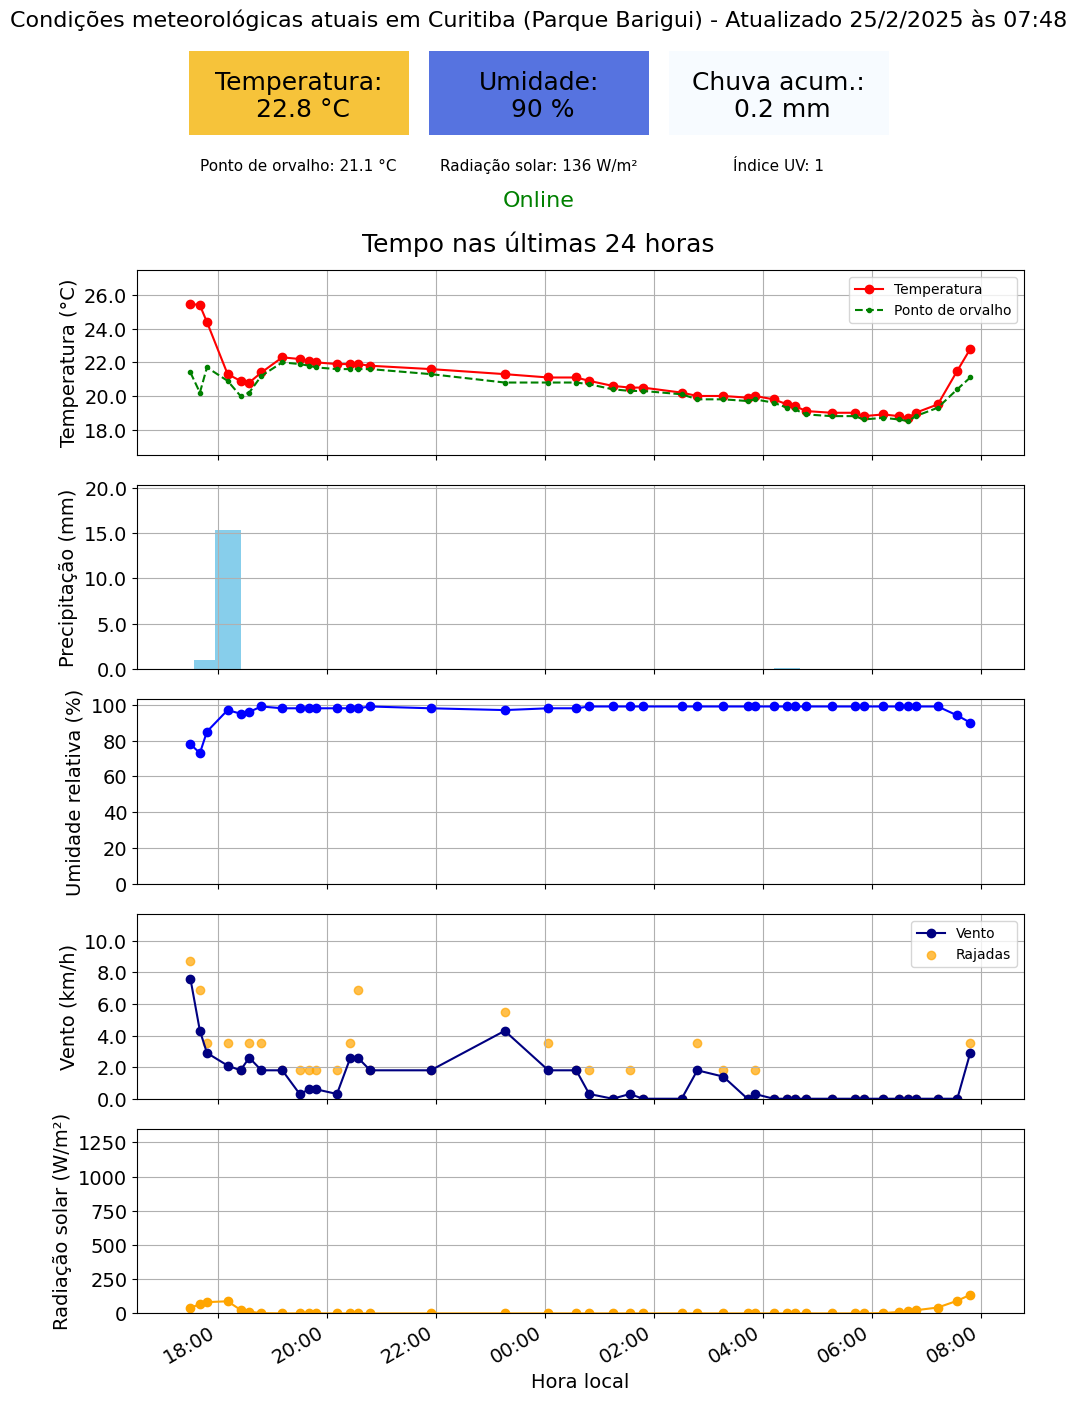 Condições meteorológicas atuais em Curitiba (Parque Barigui) - Atualizado 25/2/2025 às 07:48
Temperatura:
22.8 °C
Umidade:
90 %
Chuva acum.:
0.2 mm
Ponto de orvalho: 21.1 °C
Radiação solar: 136 W/m²
Índice UV: 1
Online
Tempo nas últimas 24 horas
Temperatura (°C)
26.0
24.0
22.0
20.0
18.0
Temperatura
Ponto de orvalho
Precipitação (mm)
20.0
15.0
10.0
5.0
0.0
Umidade relativa (%)
100
80
60
40
20
0
Vento (km/h)
10.0
8.0
6.0
4.0
2.0
0.0
Vento
Rajadas
Radiação solar (W/m²)
1250
1000
750
500
250
0
18:00
20:00
22:00
00:00
02:00
04:00
06:00
08:00
Hora local